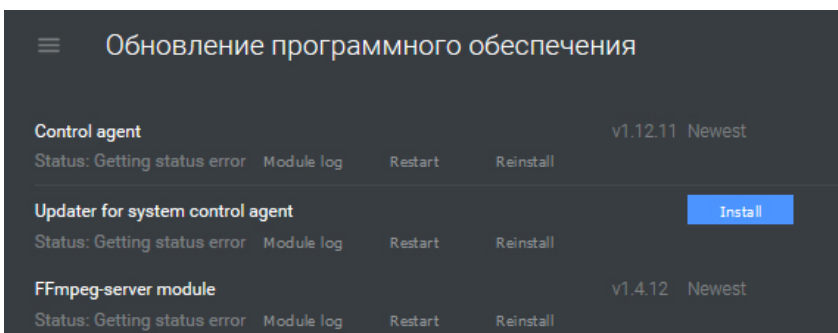 Обновление программного обеспечения
Control agent v1.12.11 Newest
Status: Getting status error Module log Restart Reinstall
Updater for system control agent Install
Status: Getting status error Module log Restart Reinstall
FFmpeg-server module v1.4.12 Newest
Status: Getting status error Module log Restart Reinstall